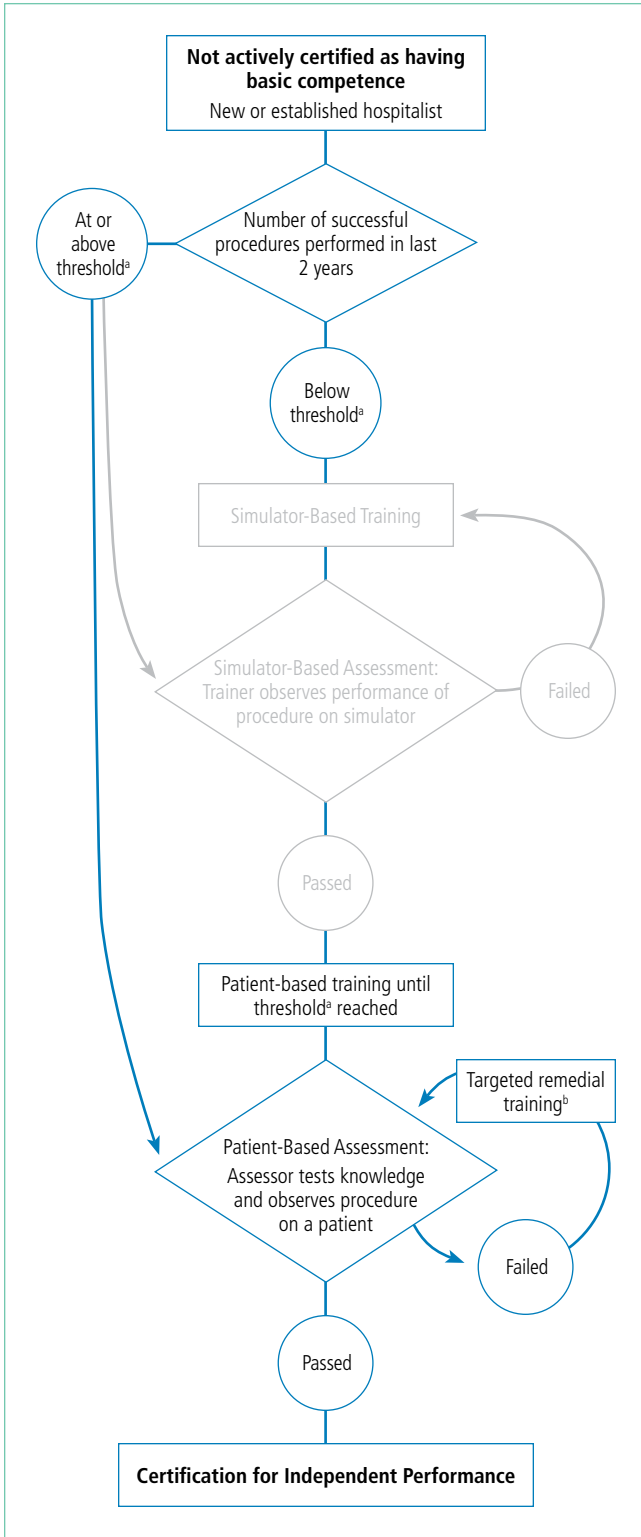 Not actively certified as having
basic competence
New or established hospitalist
At or
above
thresholdᵃ
Number of successful
procedures performed in last
2 years
Below
thresholdᵃ
Simulator-Based Training
Simulator-Based Assessment:
Trainer observes performance of
procedure on simulator
Failed
Passed
Patient-based training until
thresholdᵃ reached
Targeted remedial
trainingᵇ
Patient-Based Assessment:
Assessor tests knowledge
and observes procedure
on a patient
Failed
Passed
Certification for Independent Performance